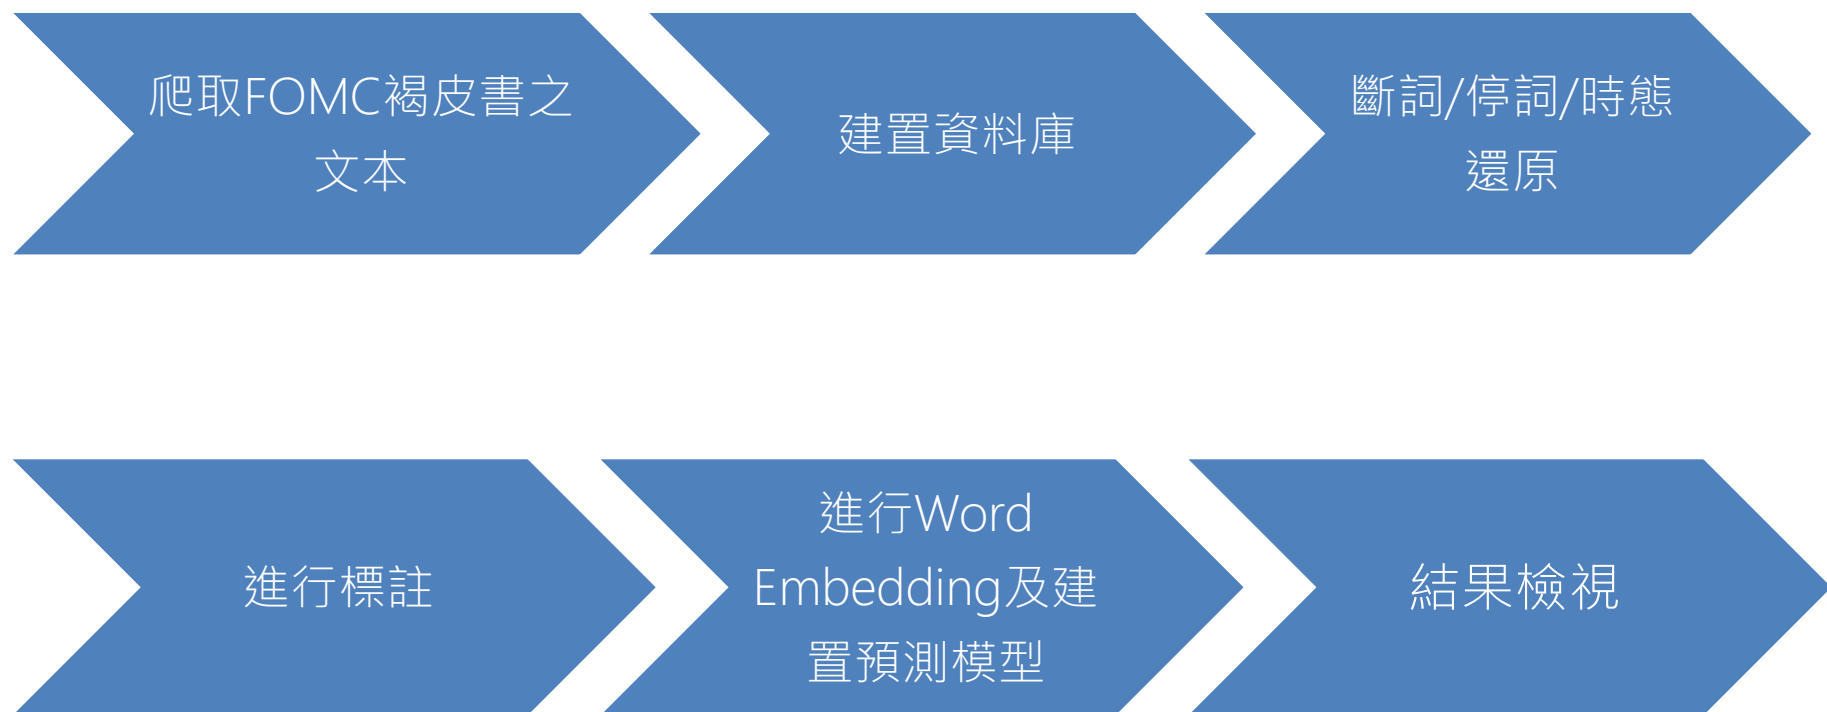 爬取FOMC褐皮書之
文本
建置資料庫
斷詞/停詞/時態
還原
進行標註
進行Word
Embedding及建
置預測模型
結果檢視